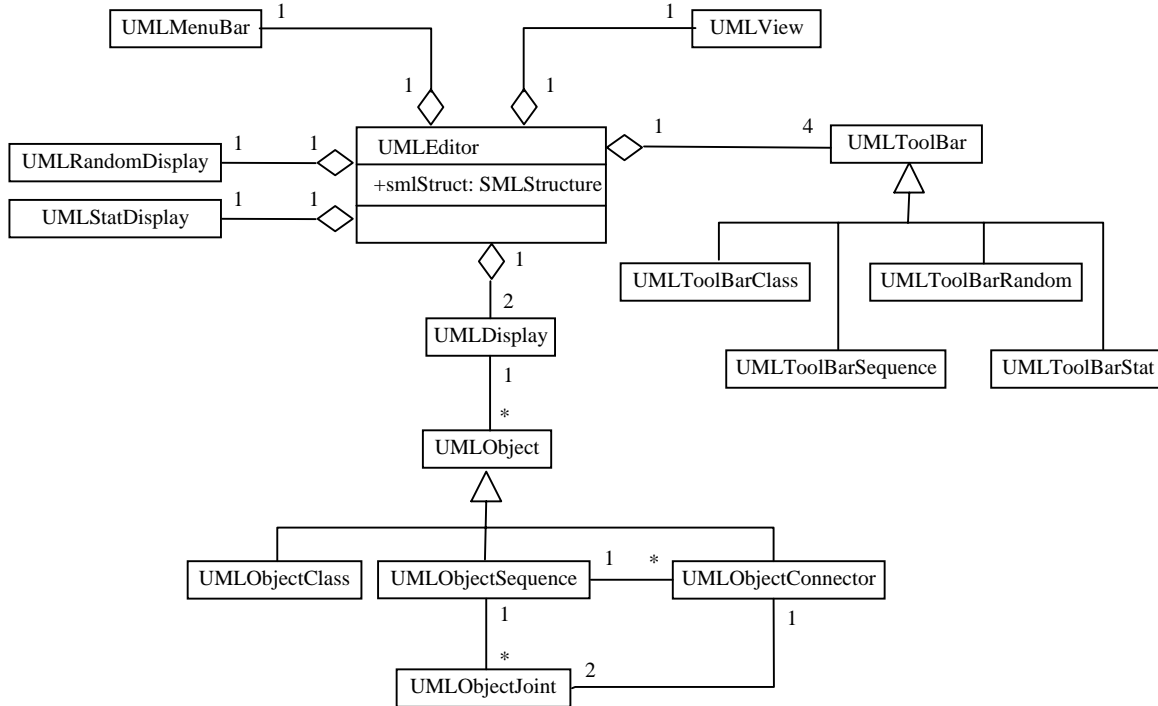 1
1
UMLMenuBar
UMLView
1
1
1
4
UMLEditor
UMLToolBar
1
1
UMLRandomDisplay
+smlStruct: SMLStructure
1
1
UMLStatDisplay
1
UMLToolBarClass
UMLToolBarRandom
2
UMLDisplay
UMLToolBarSequence
UMLToolBarStat
1
*
UMLObject
1
*
UMLObjectClass
UMLObjectSequence
UMLObjectConnector
1
1
*
2
UMLObjectJoint